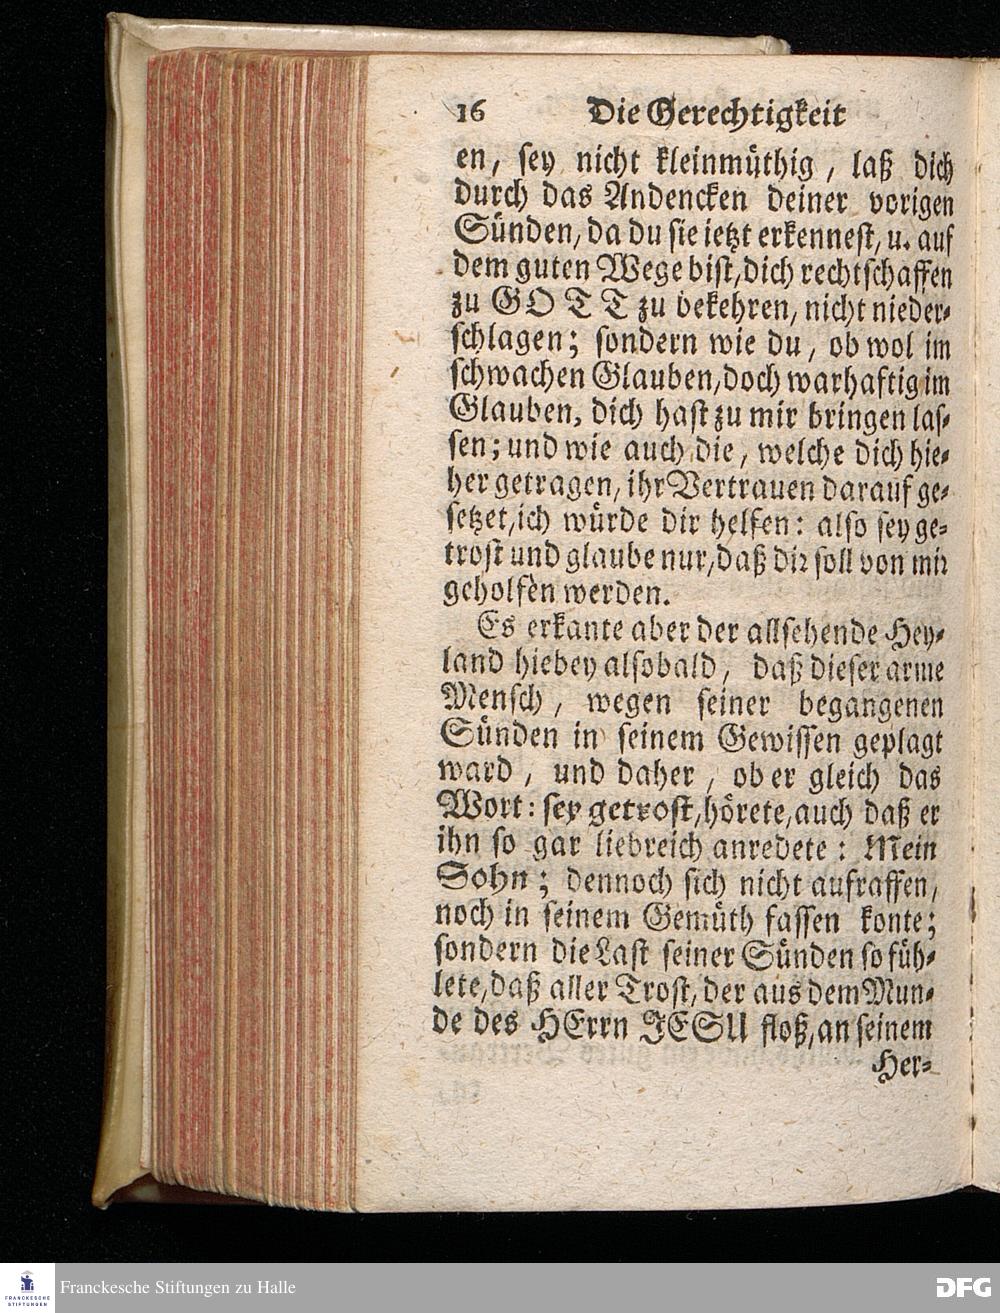 16 Die Gerechtigkeit
en, sey nicht kleinmüthig, laß dich
durch das Andencken deiner vorigen
Sünden, da du sie ietzt erkennest, u. auf
dem guten Wege bist, dich rechtschaffen
zu GOTT zu bekehren, nicht nieder-
schlagen; sondern wie du, ob wol im
schwachen Glauben, doch warhaftig im
Glauben, dich hast zu mir bringen las-
sen; und wie auch die, welche dich hie-
her getragen, ihr Vertrauen darauf ge-
setzet, ich würde dir helfen: also sey ge-
trost und glaube nur, daß dir soll von mir
geholfen werden.
Es erkante aber der allsehende Hey-
land hiebey alsobald, daß dieser arme
Mensch, wegen seiner begangenen
Sünden in seinem Gewissen geplagt
ward, und daher, ob er gleich das
Wort: sey getrost, hörete, auch daß er
ihn so gar liebreich anredete: Mein
Sohn; dennoch sich nicht aufraffen,
noch in seinem Gemüth fassen konte;
sondern die Last seiner Sünden so füh-
lete, daß aller Trost, der aus dem Mun-
de des HErrn JESU floß, an seinem
Her-
FRANCKESCHE STIFTUNGEN
Franckesche Stiftungen zu Halle
DFG